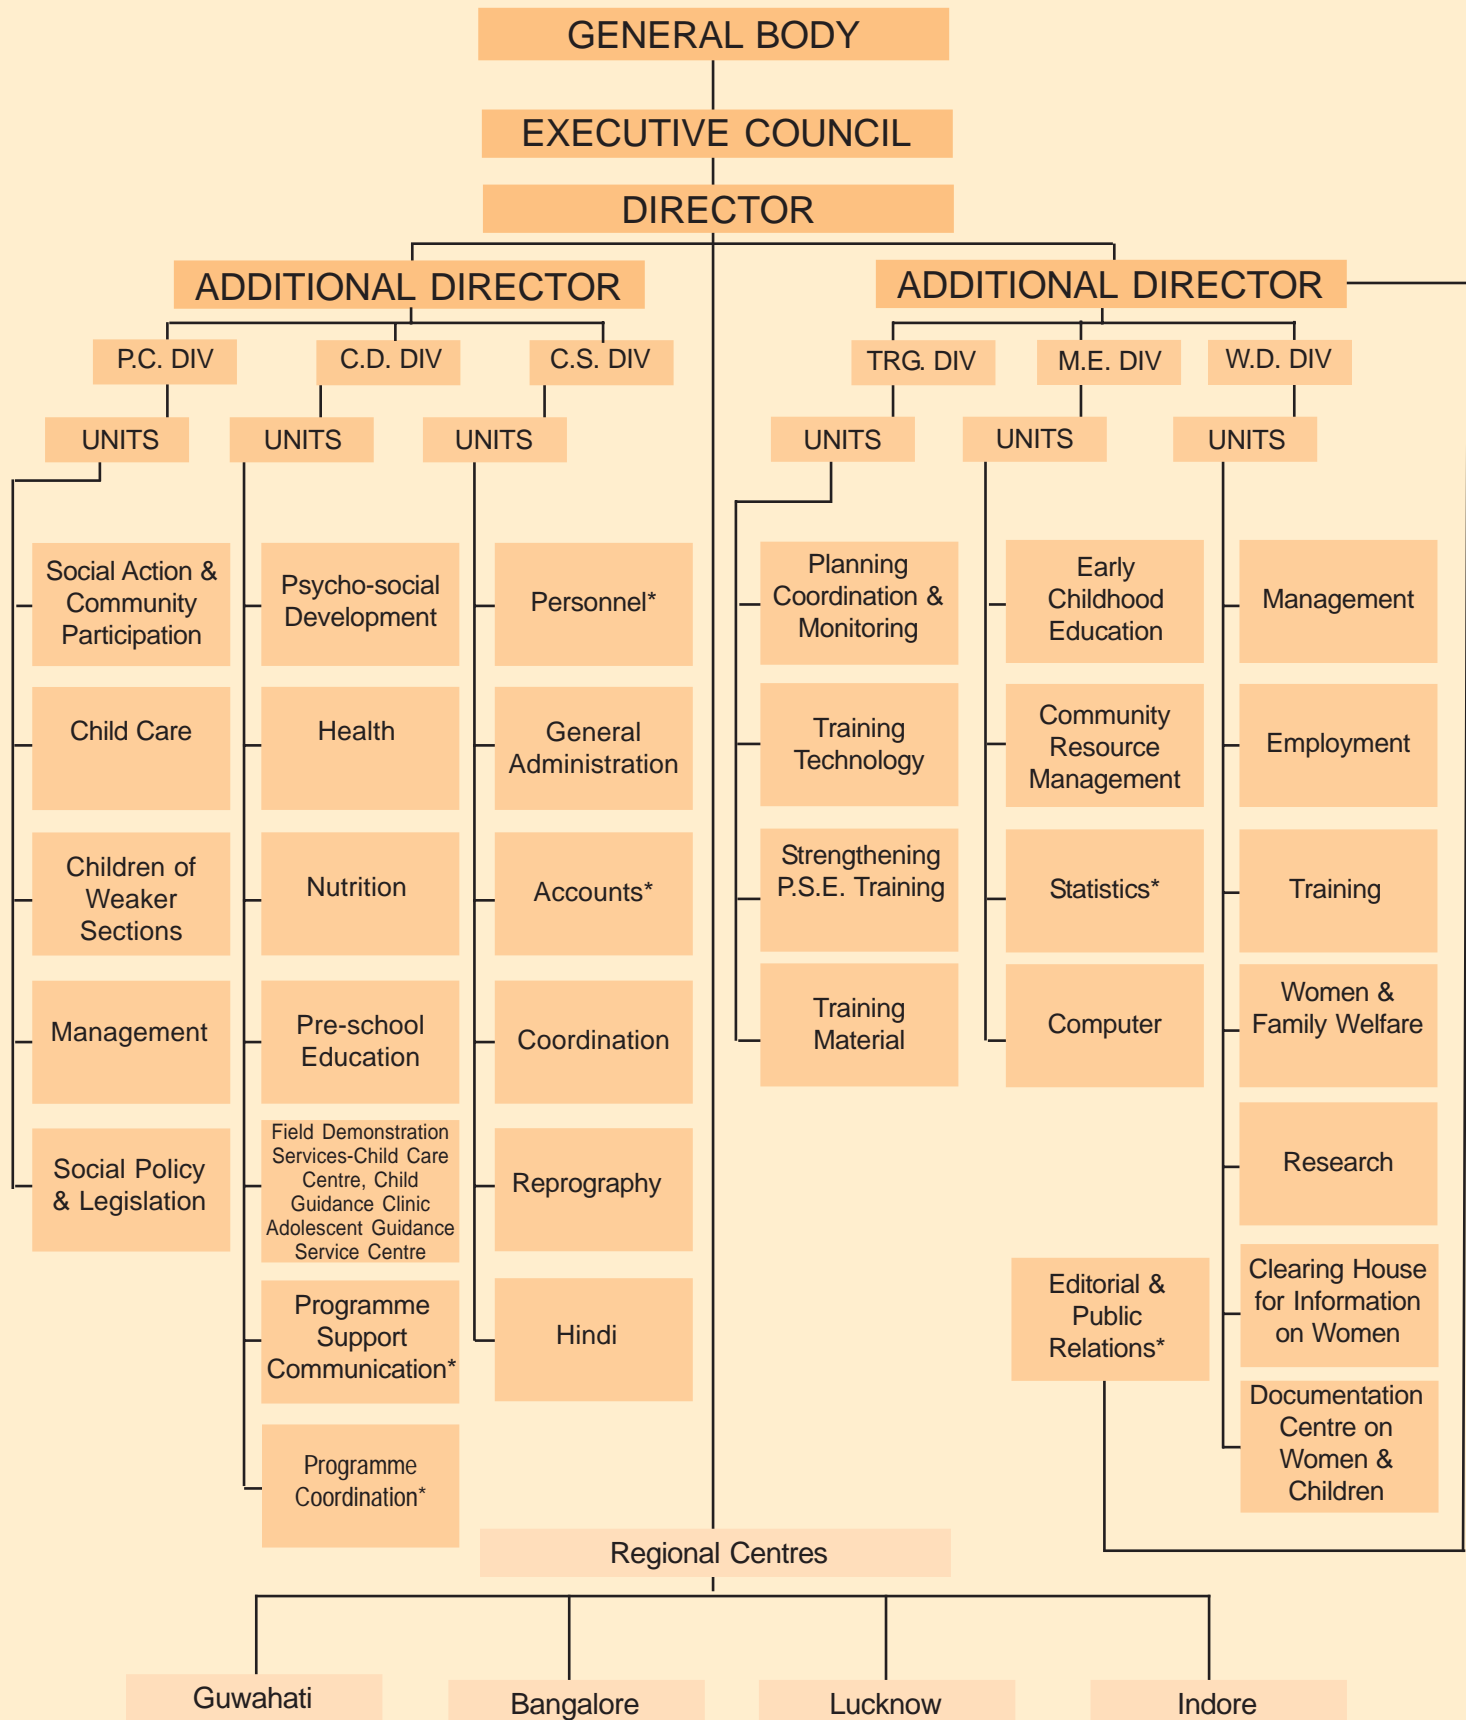 GENERAL BODY
EXECUTIVE COUNCIL
DIRECTOR
ADDITIONAL DIRECTOR
P.C. DIV
C.D. DIV
C.S. DIV
UNITS
UNITS
UNITS
Social Action &
Community
Participation
Child Care
Children of
Weaker
Sections
Management
Social Policy
& Legislation
Psycho-social
Development
Health
Nutrition
Pre-school
Education
Field Demonstration
Services-Child Care
Centre, Child
Guidance Clinic
Adolescent Guidance
Service Centre
Programme
Support
Communication*
Programme
Coordination*
Personnel*
General
Administration
Accounts*
Coordination
Reprography
Hindi
ADDITIONAL DIRECTOR
TRG. DIV
M.E. DIV
W.D. DIV
UNITS
UNITS
UNITS
Planning
Coordination &
Monitoring
Training
Technology
Strengthening
P.S.E. Training
Training
Material
Early
Childhood
Education
Community
Resource
Management
Statistics*
Computer
Management
Employment
Training
Women &
Family Welfare
Research
Clearing House
for Information
on Women
Documentation
Centre on
Women &
Children
Editorial &
Public
Relations*
Regional Centres
Guwahati
Bangalore
Lucknow
Indore